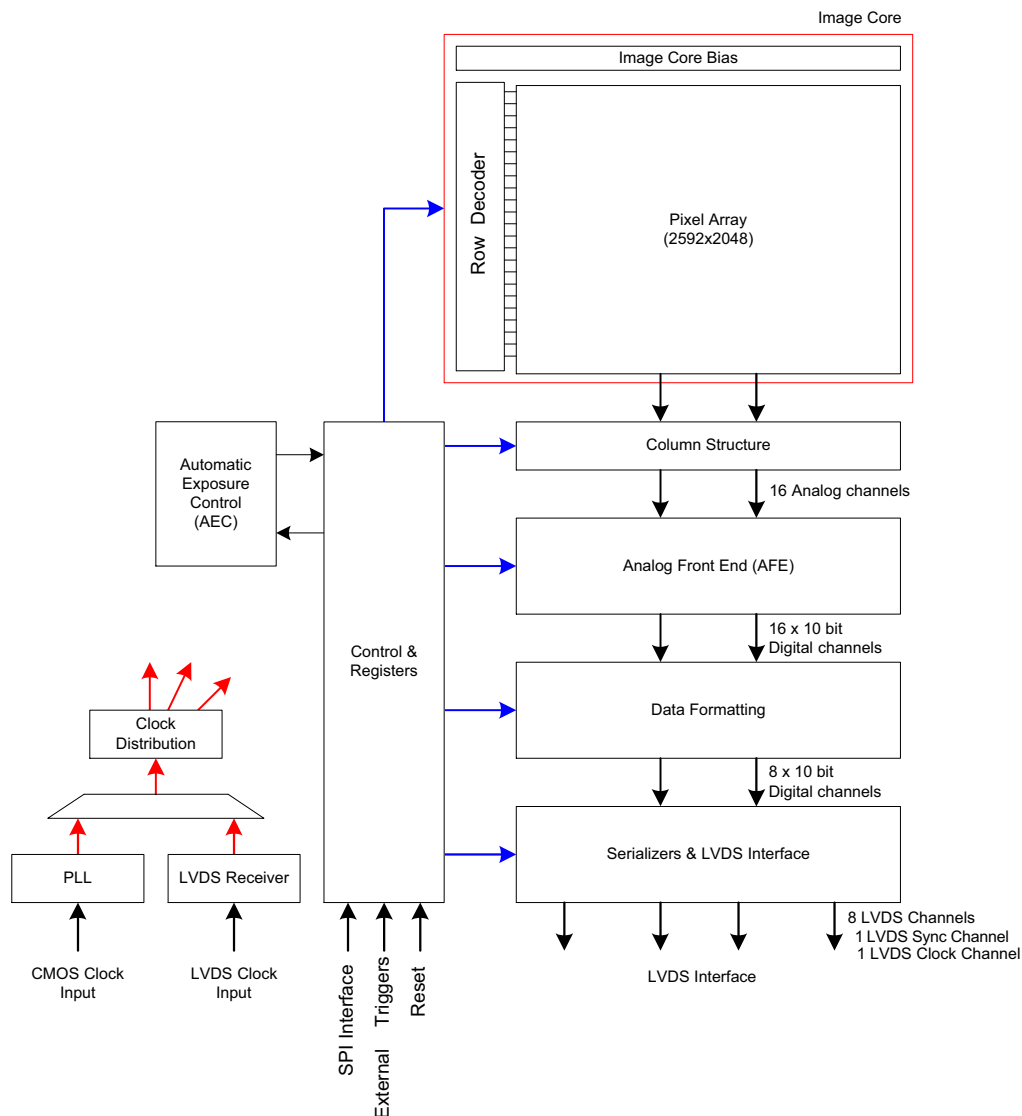 Image Core
Image Core Bias
Row Decoder
Pixel Array
(2592x2048)
Column Structure
16 Analog channels
Automatic
Exposure
Control
(AEC)
Analog Front End (AFE)
16 x 10 bit
Digital channels
Control &
Registers
Data Formatting
Clock
Distribution
8 x 10 bit
Digital channels
Serializers & LVDS Interface
PLL
LVDS Receiver
8 LVDS Channels
1 LVDS Sync Channel
1 LVDS Clock Channel
CMOS Clock
Input
LVDS Clock
Input
SPI Interface
External Triggers
Reset
LVDS Interface